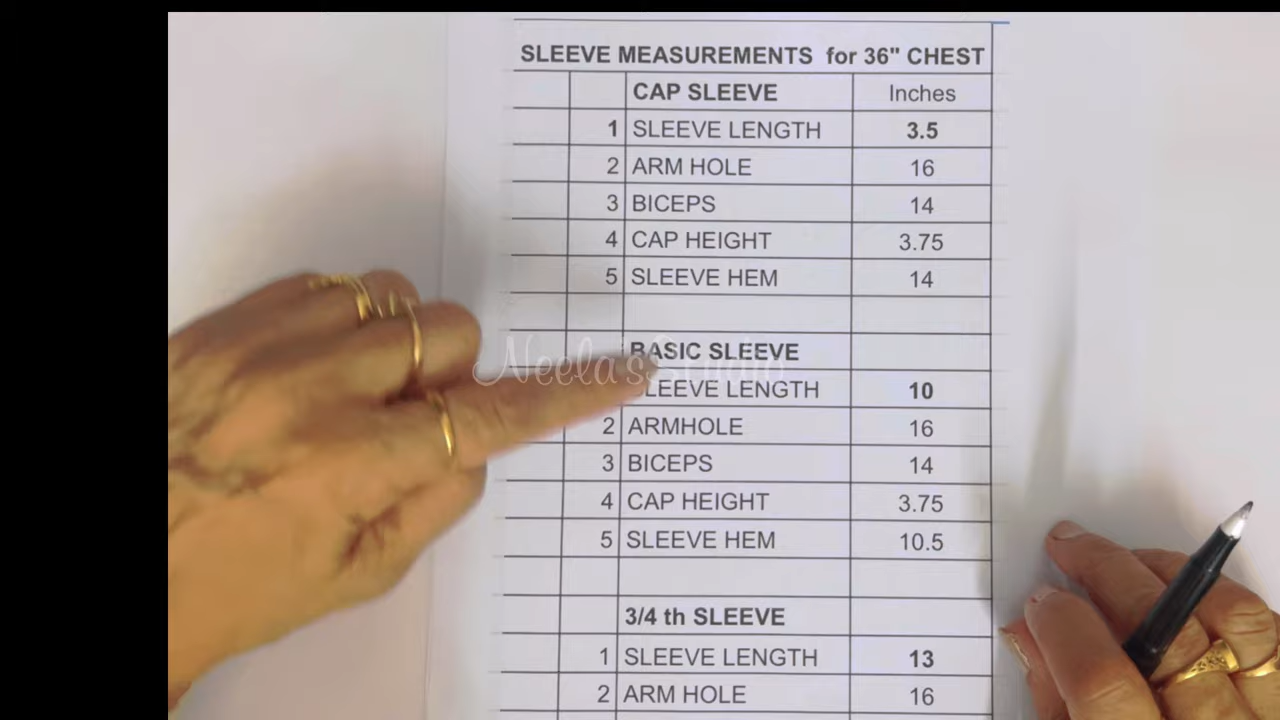 SLEEVE MEASUREMENTS for 36" CHEST
CAP SLEEVE Inches
1 SLEEVE LENGTH 3.5
2 ARM HOLE 16
3 BICEPS 14
4 CAP HEIGHT 3.75
5 SLEEVE HEM 14
BASIC SLEEVE
Neela's Studio
SLEEVE LENGTH 10
2 ARMHOLE 16
3 BICEPS 14
4 CAP HEIGHT 3.75
5 SLEEVE HEM 10.5
3/4 th SLEEVE
1 SLEEVE LENGTH 13
2 ARM HOLE 16